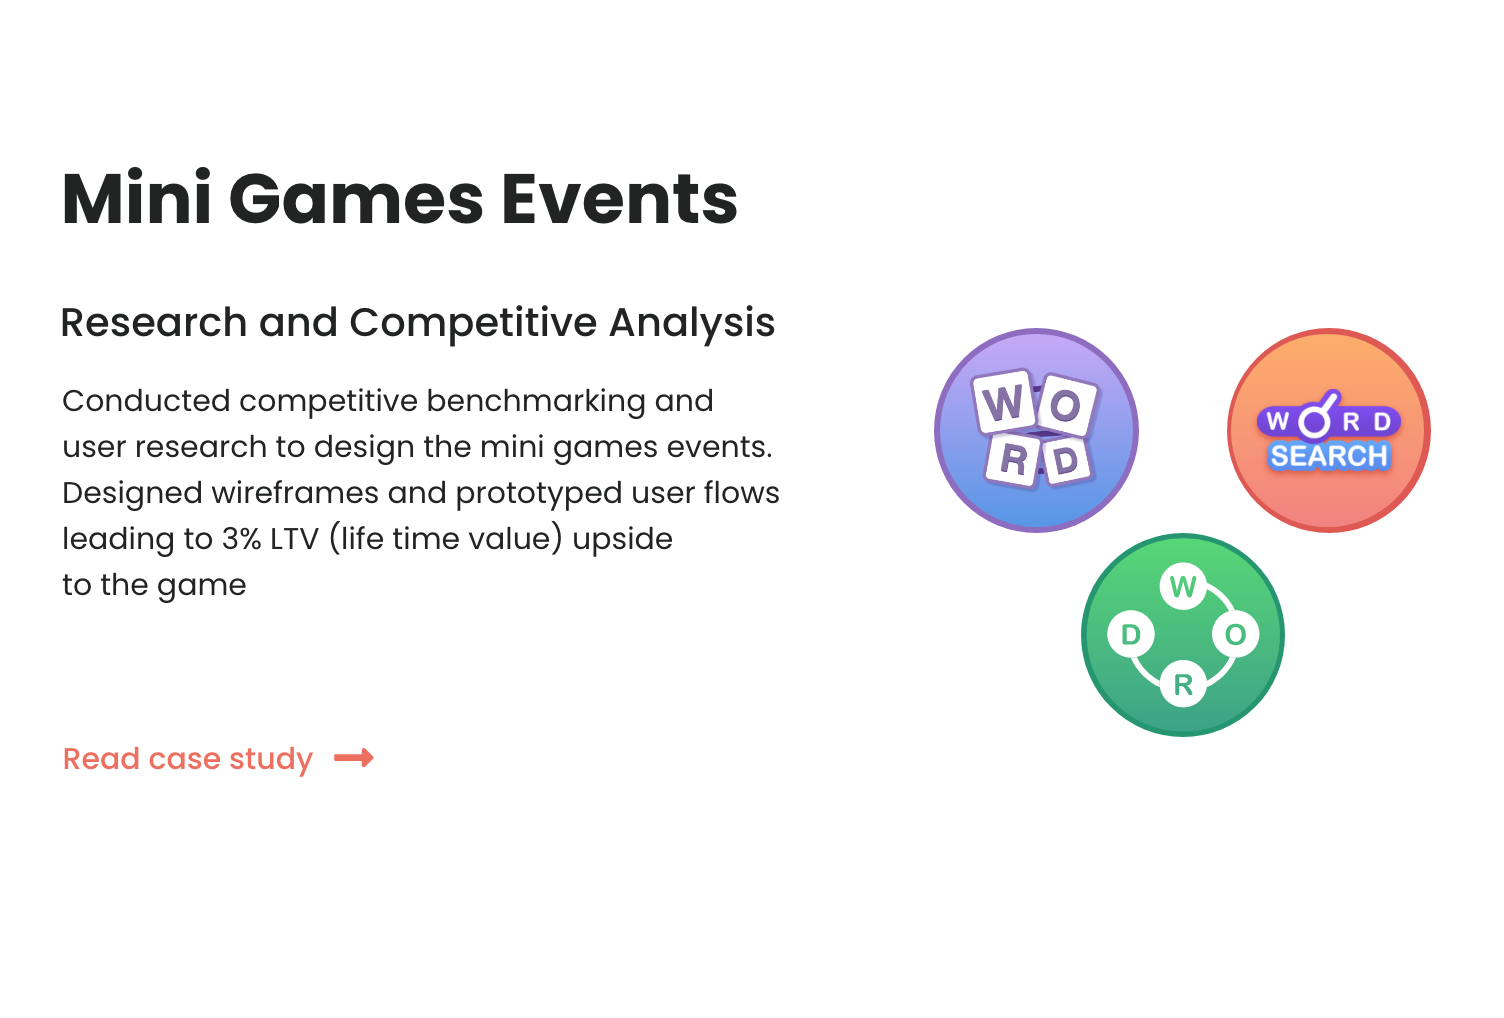 Mini Games Events
Research and Competitive Analysis
Conducted competitive benchmarking and
user research to design the mini games events.
Designed wireframes and prototyped user flows
leading to 3% LTV (life time value) upside
to the game
Read case study
W O
R D
W O R D
SEARCH
W
D O
R